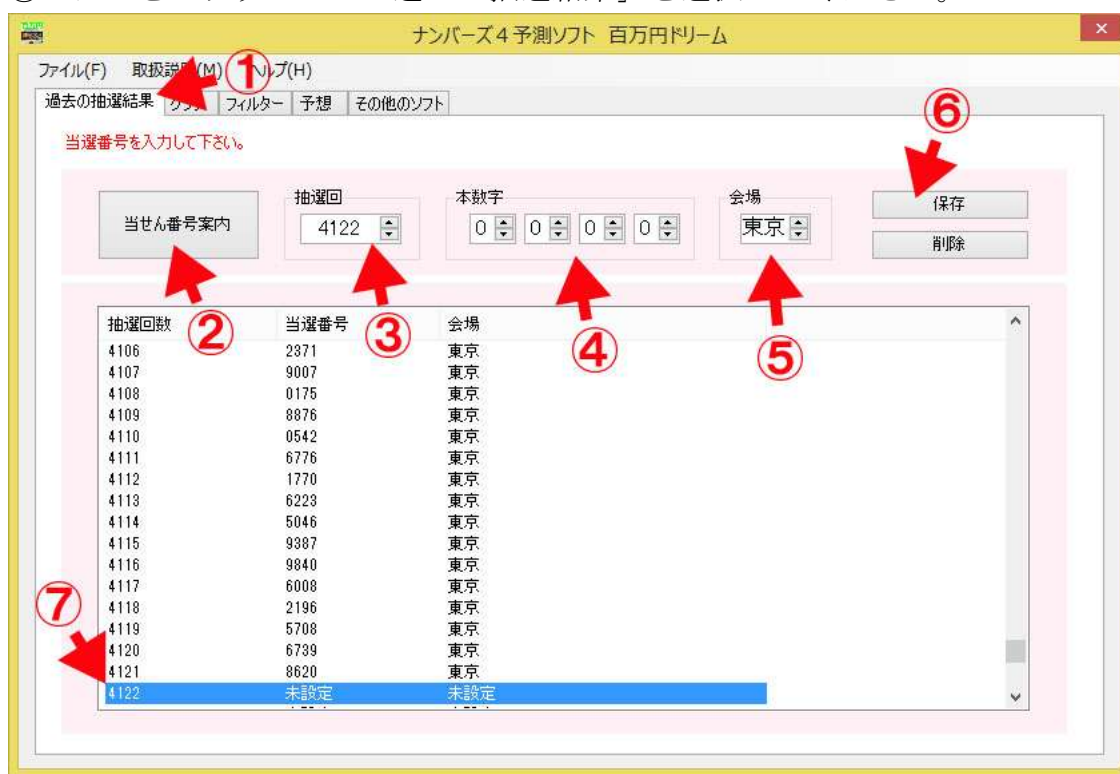 ナンバーズ4予測ソフト 百万円ドリーム
ファイル(F) 取扱説 (M) ヘルプ(H)
①
過去の抽選結果 フィルター 予想 その他のソフト
⑥
当選番号を入力して下さい。
当せん番号案内 抽選回 4122 本数字 0 0 0 0 会場 東京 保存
削除
② ③ ④ ⑤
抽選回数 当選番号 会場
4106 2371 東京
4107 9007 東京
4108 0175 東京
4109 8876 東京
4110 0542 東京
4111 6776 東京
4112 1770 東京
4113 6223 東京
4114 5046 東京
4115 9387 東京
4116 9840 東京
4117 6008 東京
⑦
4118 2196 東京
4119 5708 東京
4120 6739 東京
4121 8620 東京
4122 未設定 未設定